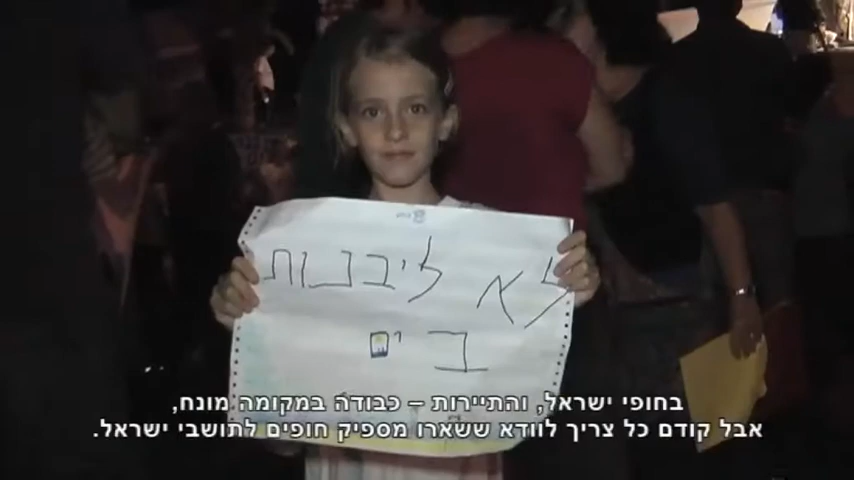 לא ליבנות
בים
בחופי ישראל, והתיירות – כבודה במקומה מונח,
אבל קודם כל צריך לוודא ששארו מספיק חופים לתושבי ישראל.